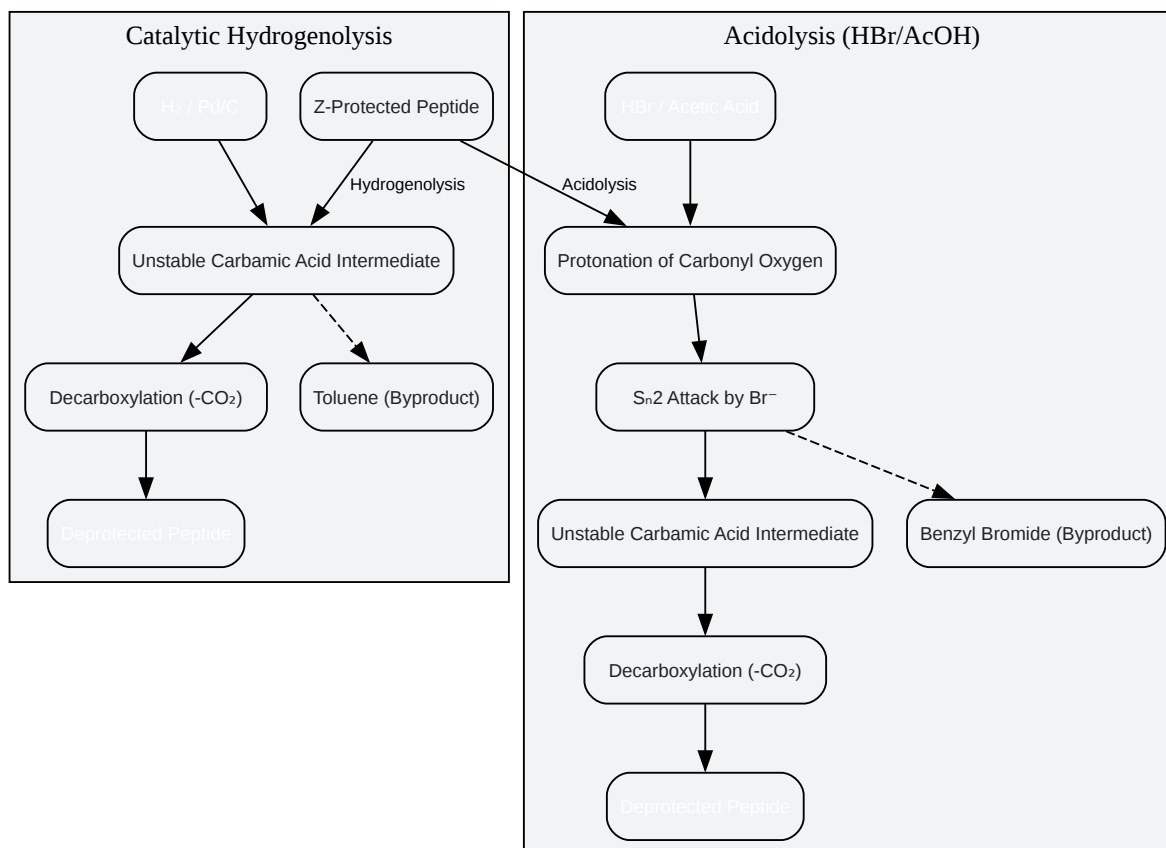 Catalytic Hydrogenolysis
H₂ / Pd/C
Z-Protected Peptide
Hydrogenolysis
Unstable Carbamic Acid Intermediate
Decarboxylation (-CO₂)
Toluene (Byproduct)
Deprotected Peptide
Acidolysis (HBr/AcOH)
HBr / Acetic Acid
Acidolysis
Protonation of Carbonyl Oxygen
Sₙ2 Attack by Br⁻
Unstable Carbamic Acid Intermediate
Benzyl Bromide (Byproduct)
Decarboxylation (-CO₂)
Deprotected Peptide